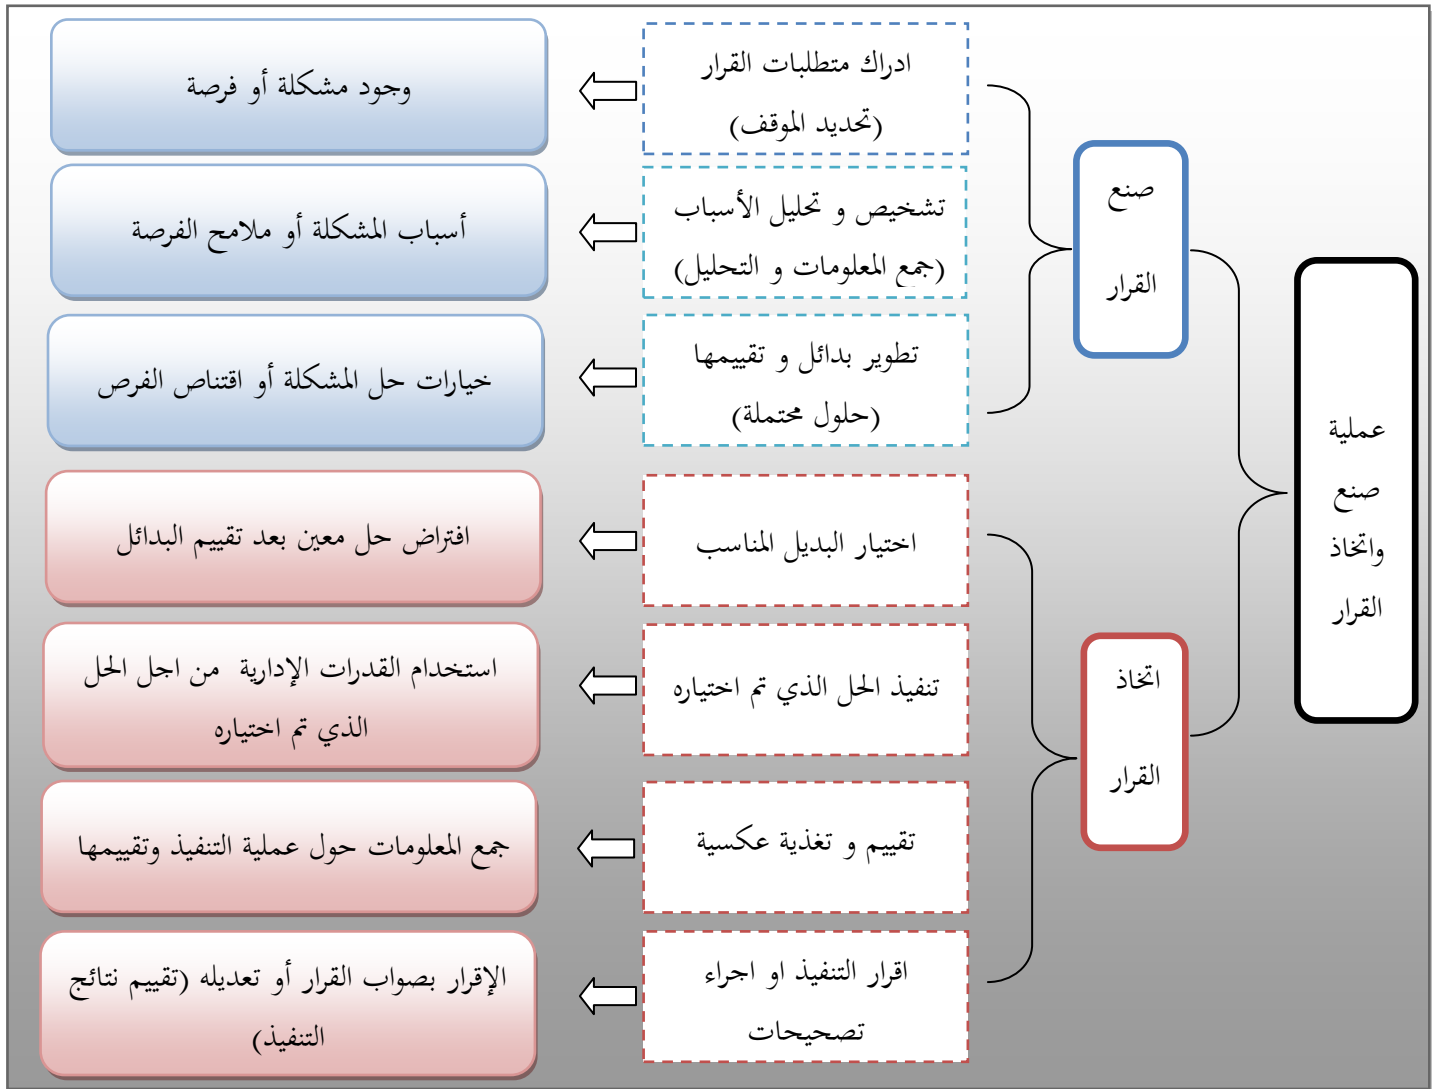 عملية
صنع
واتخاذ
القرار
صنع
القرار
ادراك متطلبات القرار
(تحديد الموقف)
وجود مشكلة أو فرصة
تشخيص و تحليل الأسباب
(جمع المعلومات و التحليل)
أسباب المشكلة أو ملامح الفرصة
تطوير بدائل و تقييمها
(حلول محتملة)
خيارات حل المشكلة أو اقتناص الفرص
اتخاذ
القرار
اختيار البديل المناسب
افتراض حل معين بعد تقييم البدائل
تنفيذ الحل الذي تم اختياره
استخدام القدرات الإدارية من اجل الحل
الذي تم اختياره
تقييم و تغذية عكسية
جمع المعلومات حول عملية التنفيذ وتقييمها
اقرار التنفيذ او اجراء
تصحيحات
الإقرار بصواب القرار أو تعديله (تقييم نتائج
التنفيذ)